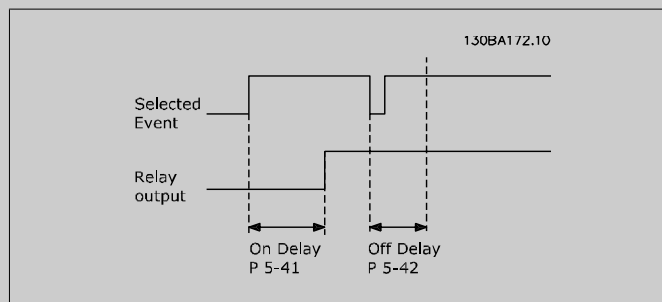 130BA172.10
Selected
Event
Relay
output
On Delay
P 5-41
Off Delay
P 5-42